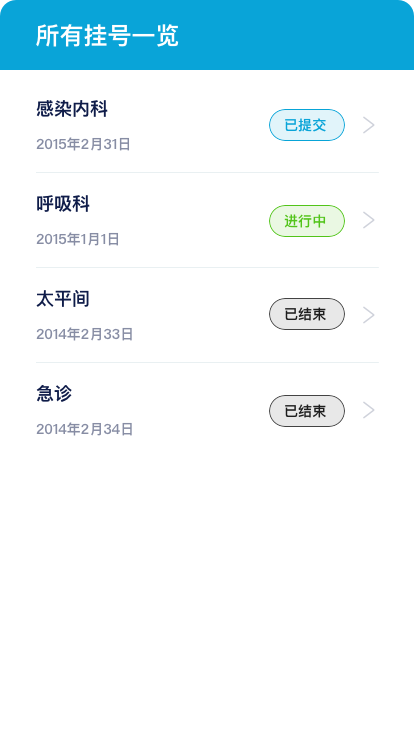 所有挂号一览
感染内科
已提交
2015年2月31日
呼吸科
进行中
2015年1月1日
太平间
已结束
2014年2月33日
急诊
已结束
2014年2月34日